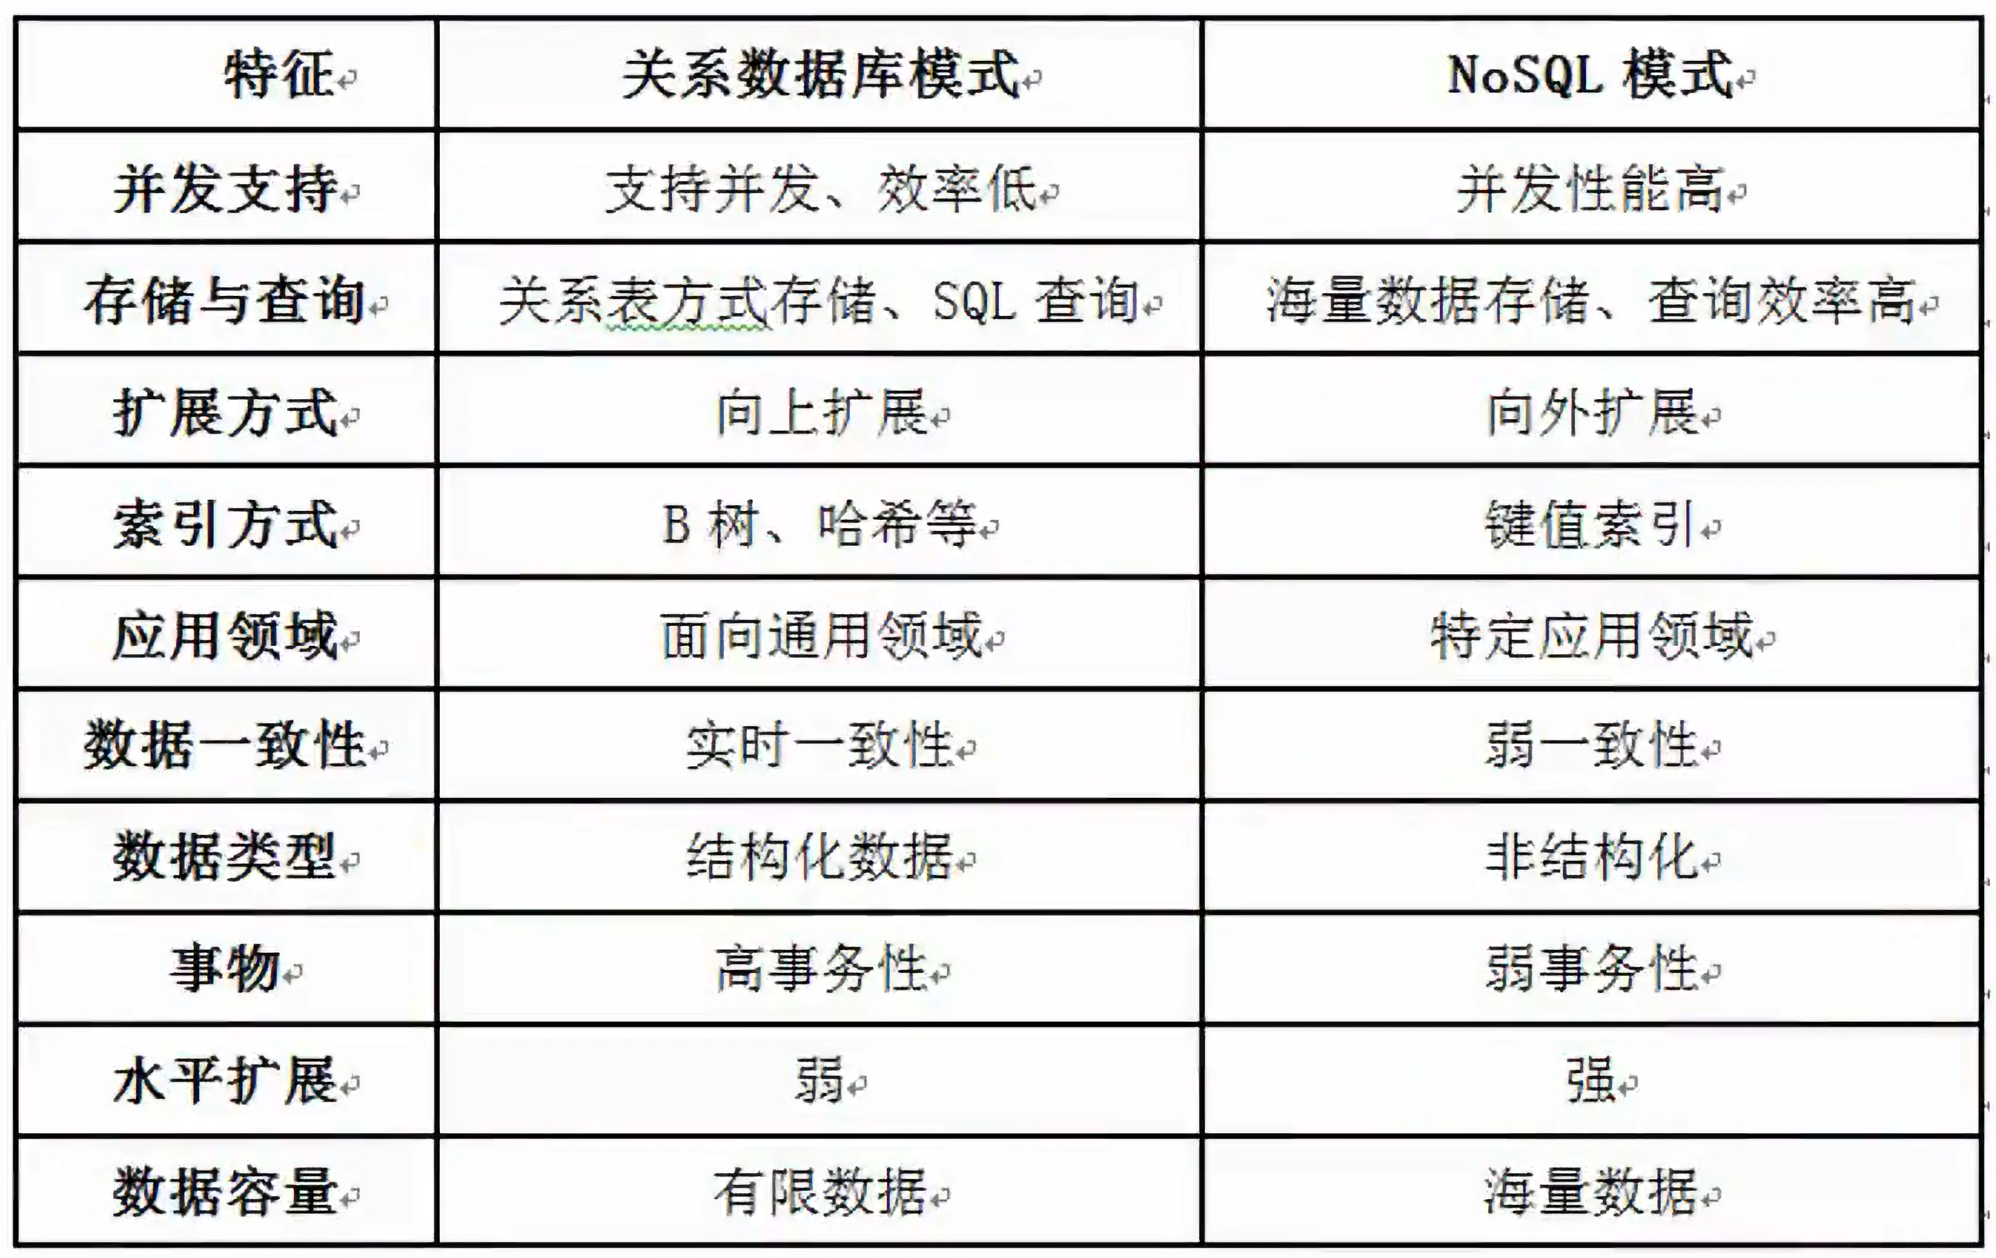 特征 关系数据库模式 NoSQL 模式
并发支持 支持并发、效率低 并发性能高
存储与查询 关系表方式存储、SQL 查询 海量数据存储、查询效率高
扩展方式 向上扩展 向外扩展
索引方式 B 树、哈希等 键值索引
应用领域 面向通用领域 特定应用领域
数据一致性 实时一致性 弱一致性
数据类型 结构化数据 非结构化
事物 高事务性 弱事务性
水平扩展 弱 强
数据容量 有限数据 海量数据